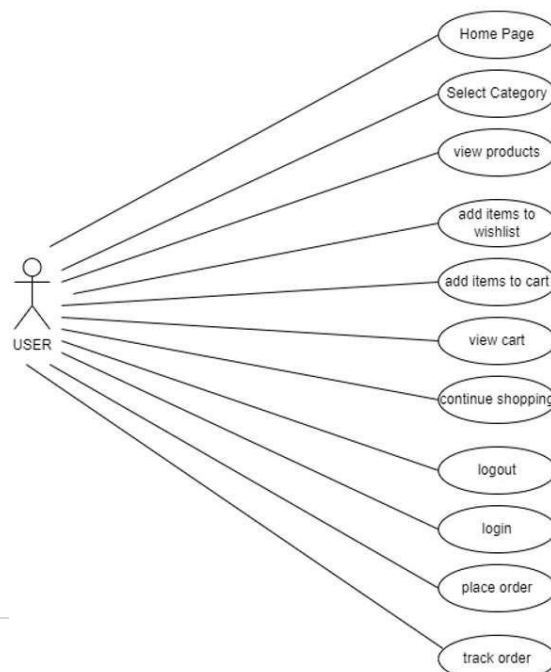 Home Page
Select Category
view products
add items to
wishlist
add items to cart
USER
view cart
continue shopping
logout
login
place order
track order